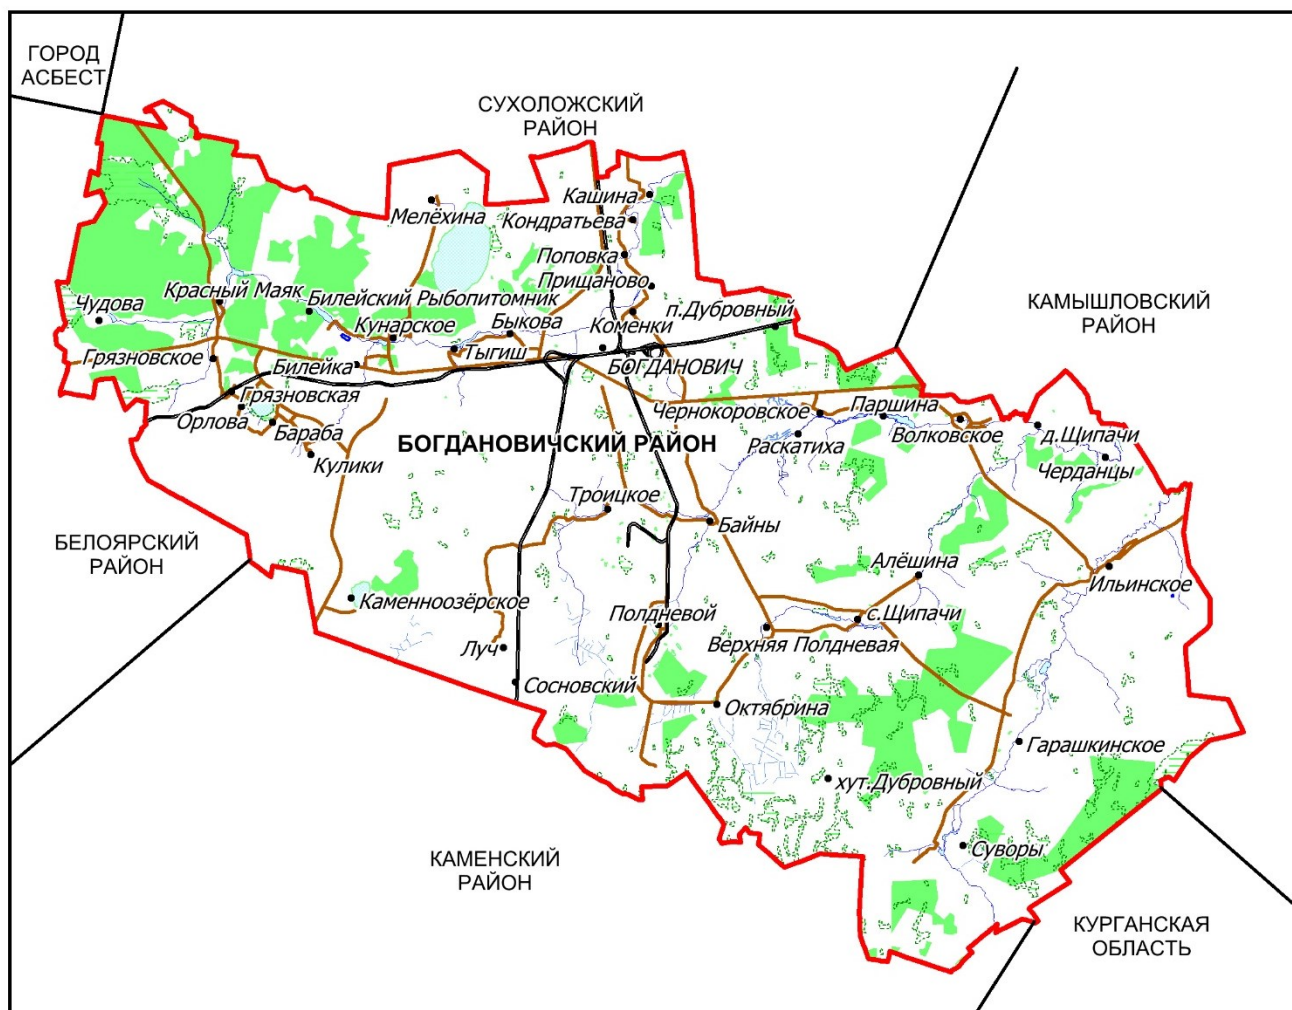 ГОРОД
АСБЕСТ
СУХОЛОЖСКИЙ
РАЙОН
Кашина
Мелёхина
Кондратьева
Поповка
Прищаново
Красный Маяк
Билейский Рыбопитомник
п.Дубровный
КАМЫШЛОВСКИЙ
РАЙОН
Чудова
Кунарское
Быкова
Коменки
Грязновское
Билейка
Тыгиш
БОГДАНОВИЧ
Грязновская
Орлова
Бараба
Чернокоровское
Паршина
Волковское
д.Щипачи
БОГДАНОВИЧСКИЙ РАЙОН
Раскатиха
Кулики
Черданцы
Троицкое
Байны
БЕЛОЯРСКИЙ
РАЙОН
Алёшина
Ильинское
Каменноозёрское
Полдневой
с.Щипачи
Луч
Верхняя Полдневая
Сосновский
Октябрина
Гарашкинское
хут.Дубровный
Суворы
КАМЕНСКИЙ
РАЙОН
КУРГАНСКАЯ
ОБЛАСТЬ